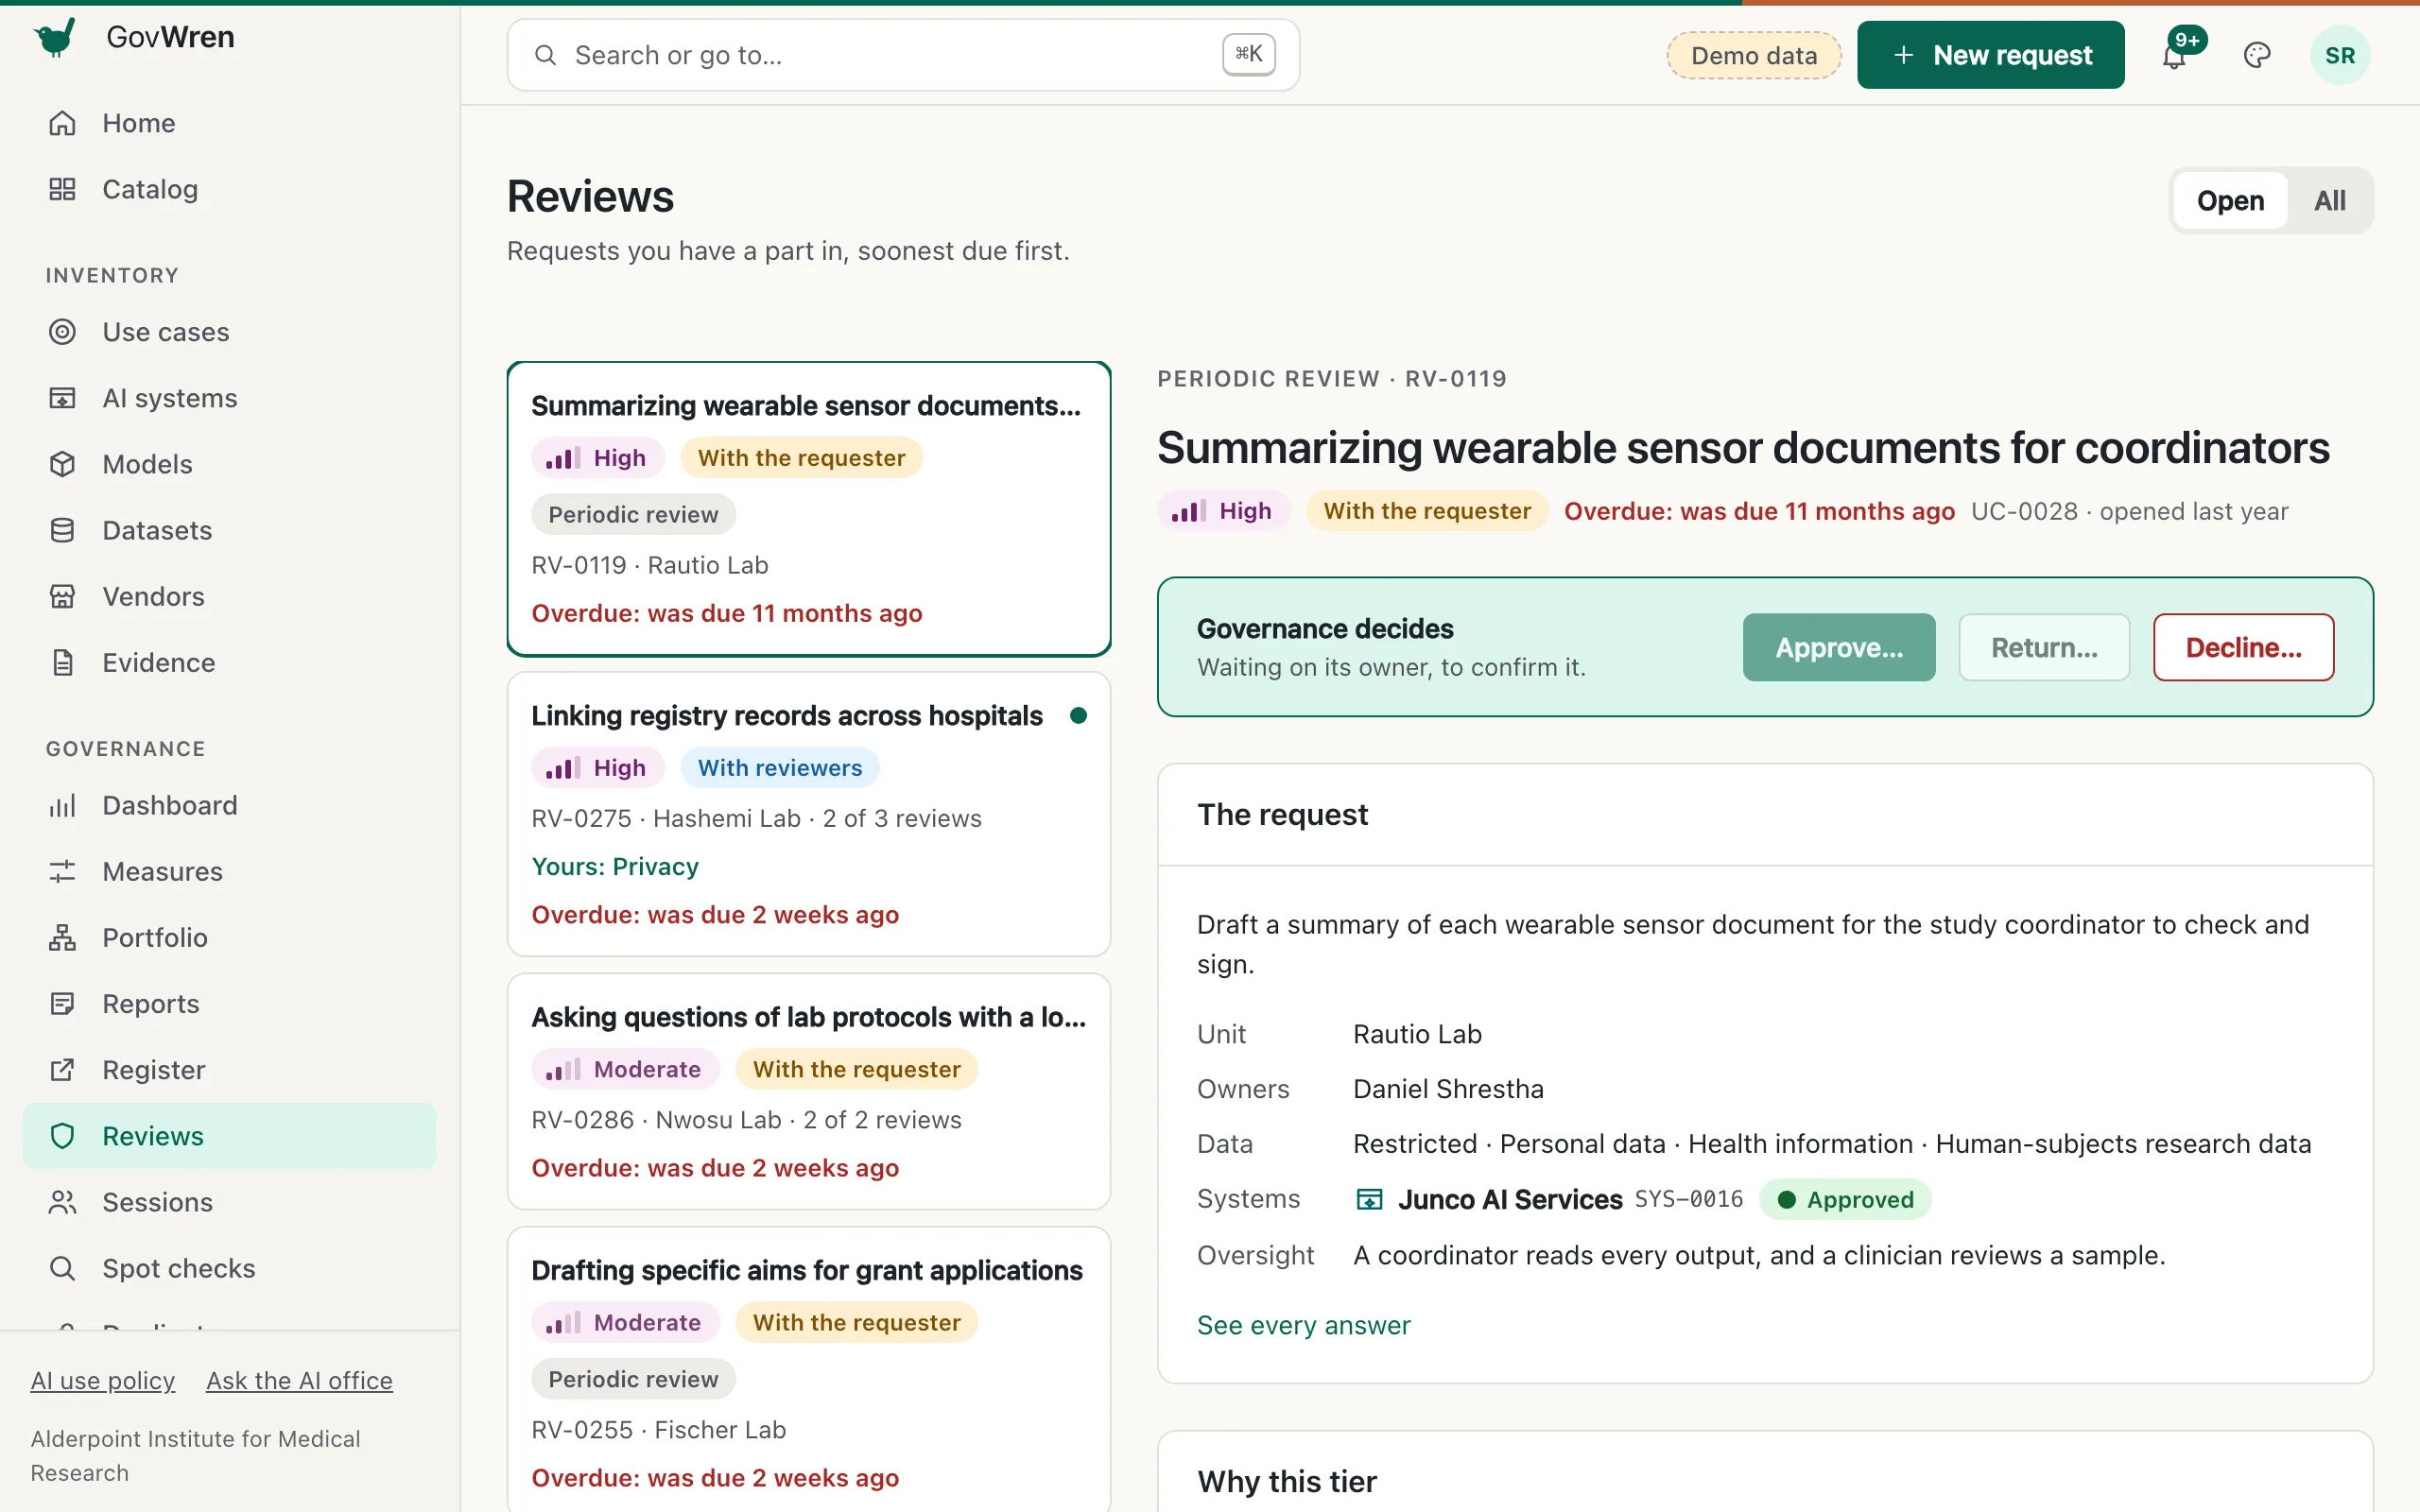 GovWren
Home
Catalog
INVENTORY
Use cases
AI systems
Models
Datasets
Vendors
Evidence
GOVERNANCE
Dashboard
Measures
Portfolio
Reports
Register
Reviews
Sessions
Spot checks
AI use policy
Ask the AI office
Alderpoint Institute for Medical
Research
Search or go to...
⌘K
Demo data
+ New request
9+
SR
Reviews
Requests you have a part in, soonest due first.
Open
All
Summarizing wearable sensor documents...
High
With the requester
Periodic review
RV-0119 · Rautio Lab
Overdue: was due 11 months ago
Linking registry records across hospitals
High
With reviewers
RV-0275 · Hashemi Lab · 2 of 3 reviews
Yours: Privacy
Overdue: was due 2 weeks ago
Asking questions of lab protocols with a lo...
Moderate
With the requester
RV-0286 · Nwosu Lab · 2 of 2 reviews
Overdue: was due 2 weeks ago
Drafting specific aims for grant applications
Moderate
With the requester
Periodic review
RV-0255 · Fischer Lab
Overdue: was due 2 weeks ago
PERIODIC REVIEW · RV-0119
Summarizing wearable sensor documents for coordinators
High
With the requester
Overdue: was due 11 months ago
UC-0028 · opened last year
Governance decides
Waiting on its owner, to confirm it.
Approve...
Return...
Decline...
The request
Draft a summary of each wearable sensor document for the study coordinator to check and
sign.
Unit Rautio Lab
Owners Daniel Shrestha
Data Restricted · Personal data · Health information · Human-subjects research data
Systems Junco AI Services SYS-0016 Approved
Oversight A coordinator reads every output, and a clinician reviews a sample.
See every answer
Why this tier